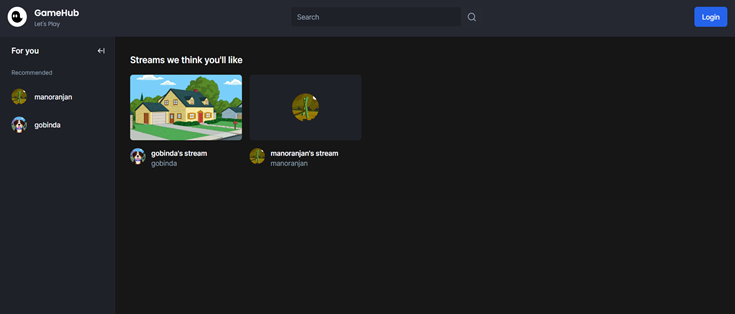 GameHub
Let's Play
Search
Login
For you
Recommended
manoranjan
gobinda
Streams we think you'll like
gobinda's stream
gobinda
manoranjan's stream
manoranjan